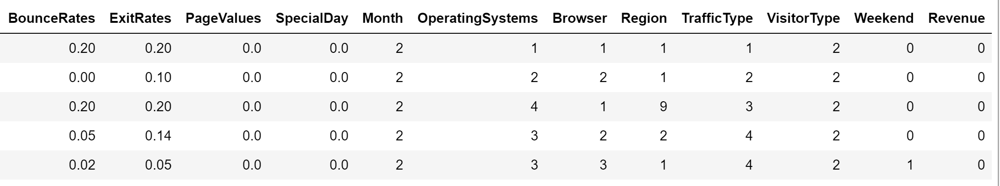 BounceRates ExitRates PageValues SpecialDay Month OperatingSystems Browser Region TrafficType VisitorType Weekend Revenue
0.20 0.20 0.0 0.0 2 1 1 1 1 2 0 0
0.00 0.10 0.0 0.0 2 2 2 1 2 2 0 0
0.20 0.20 0.0 0.0 2 4 1 9 3 2 0 0
0.05 0.14 0.0 0.0 2 3 2 2 4 2 0 0
0.02 0.05 0.0 0.0 2 3 3 1 4 2 1 0